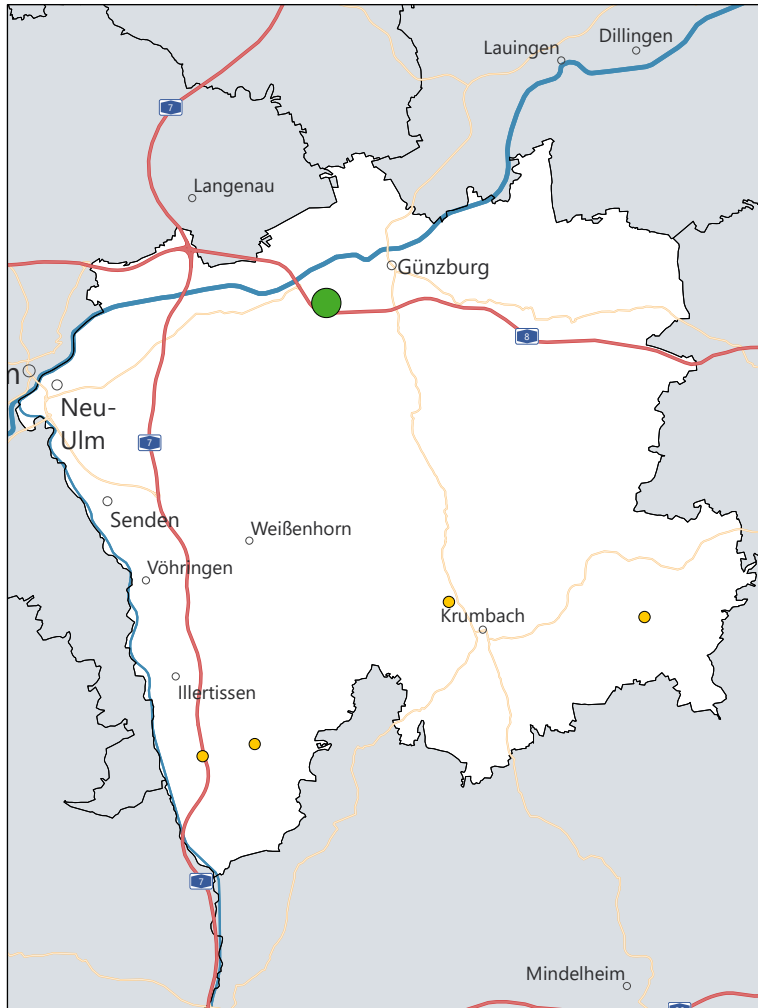 Dillingen
Lauingen
7
Langenau
Günzburg
8
m
Neu-
Ulm
7
Senden
Weißenhorn
Vöhringen
Krumbach
Illertissen
7
Mindelheim